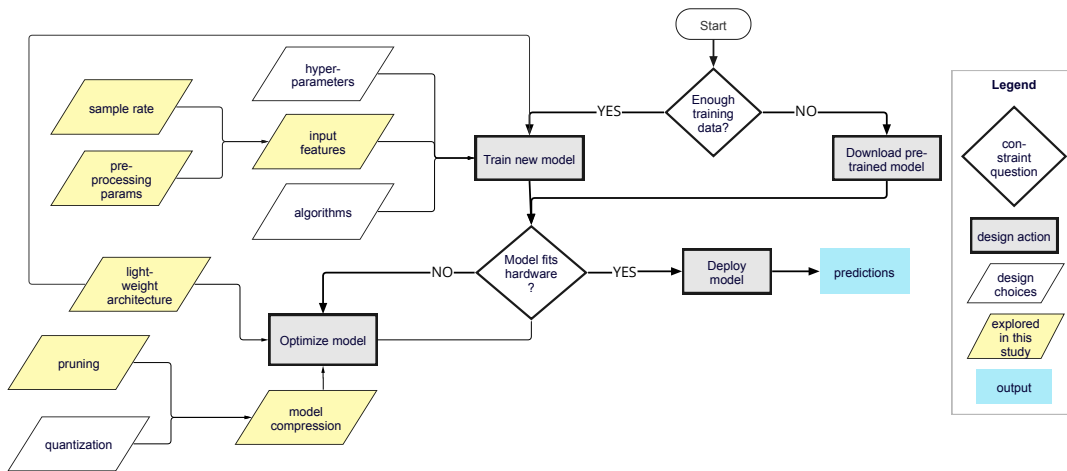 Start
Enough
training
data?
YES
NO
hyper-
parameters
sample rate
input
features
pre-
processing
params
algorithms
Train new model
Download pre-
trained model
Model fits
hardware
?
NO
YES
Deploy
model
predictions
light-
weight
architecture
Optimize model
pruning
quantization
model
compression
Legend
con-
straint
question
design action
design
choices
explored
in this
study
output